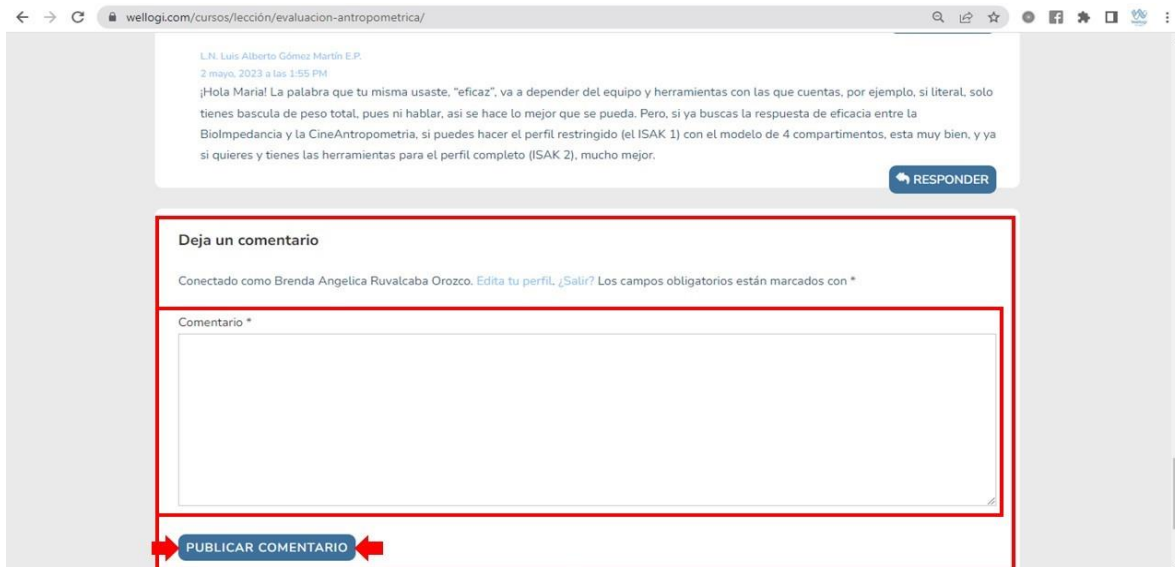 wellogi.com/cursos/lección/evaluacion-antropometrica/
L.N. Luis Alberto Gómez Martín E.P.
2 mayo, 2023 a las 1:55 PM
¡Hola Maria! La palabra que tu misma usaste, “eficaz”, va a depender del equipo y herramientas con las que cuentas, por ejemplo, si literal, solo
tienes bascula de peso total, pues ni hablar, asi se hace lo mejor que se pueda. Pero, si ya buscas la respuesta de eficacia entre la
BioImpedancia y la CineAntropometria, si puedes hacer el perfil restringido (el ISAK 1) con el modelo de 4 compartimentos, esta muy bien, y ya
si quieres y tienes las herramientas para el perfil completo (ISAK 2), mucho mejor.
RESPONDER
Deja un comentario
Conectado como Brenda Angelica Ruvalcaba Orozco. Edita tu perfil. ¿Salir? Los campos obligatorios están marcados con *
Comentario *
PUBLICAR COMENTARIO